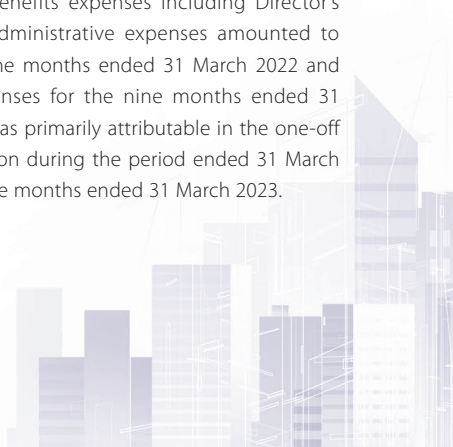 enefits expenses including Director's
dministrative expenses amounted to
ne months ended 31 March 2022 and
nses for the nine months ended 31
as primarily attributable in the one-off
on during the period ended 31 March
e months ended 31 March 2023.